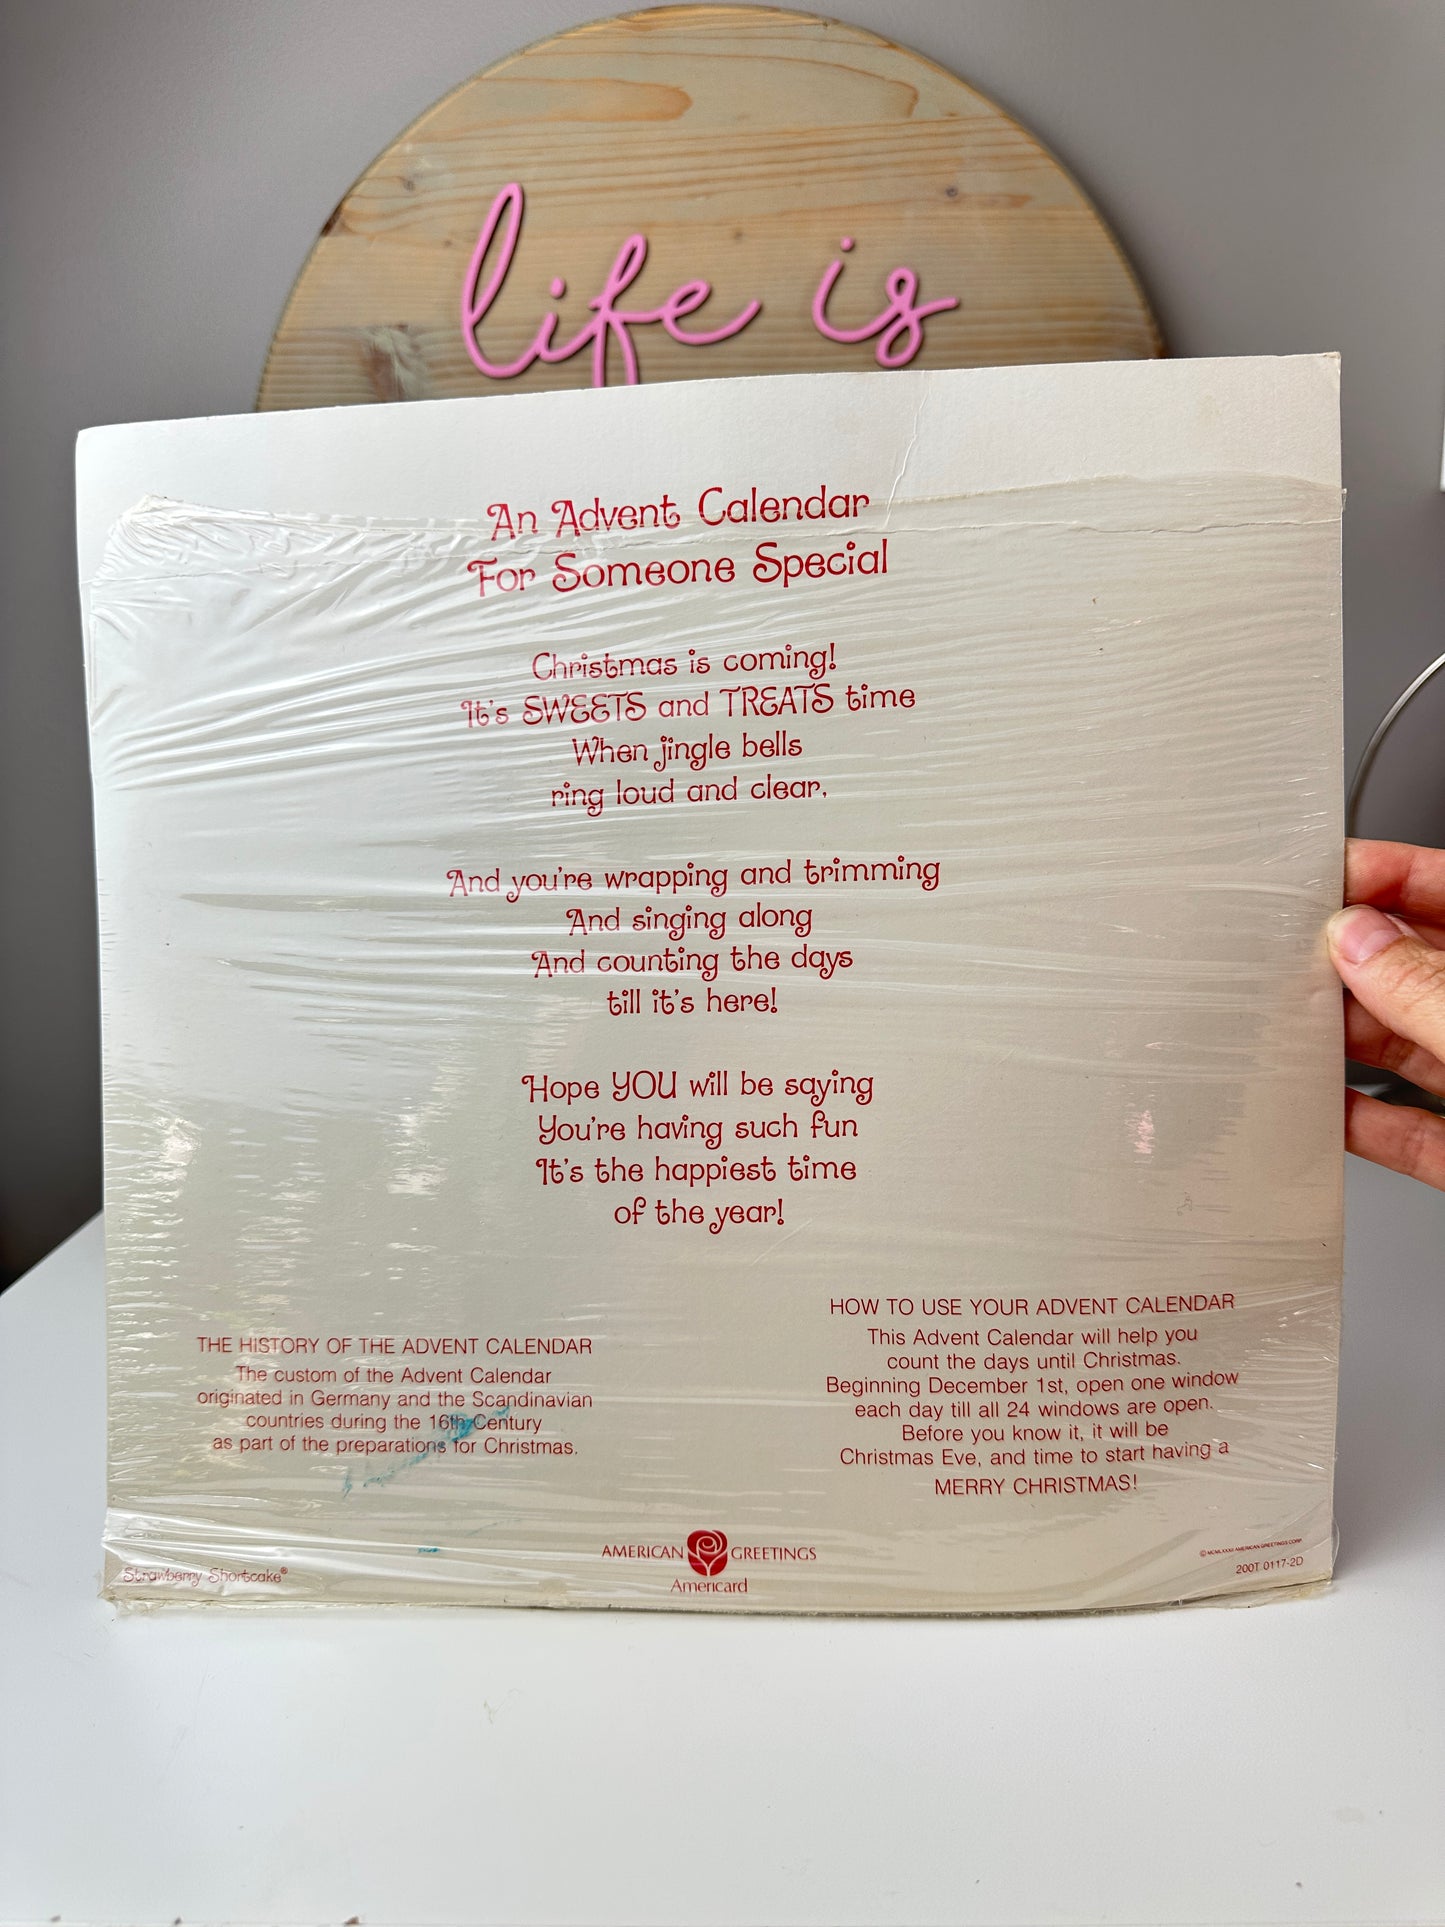 life is
An Advent Calendar
For Someone Special
Christmas is coming!
It's SWEETS and TREATS time
When jingle bells
ring loud and clear,
And you're wrapping and trimming
And singing along
And counting the days
till it's here!
Hope YOU will be saying
You're having such fun
It's the happiest time
of the year!
THE HISTORY OF THE ADVENT CALENDAR
The custom of the Advent Calendar
originated in Germany and the Scandinavian
countries during the 16th Century
as part of the preparations for Christmas.
HOW TO USE YOUR ADVENT CALENDAR
This Advent Calendar will help you
count the days until Christmas.
Beginning December 1st, open one window
each day till all 24 windows are open.
Before you know it, it will be
Christmas Eve, and time to start having a
MERRY CHRISTMAS!
Strawberry Shortcake®
AMERICAN GREETINGS
Americard
© AMERICAN GREETINGS CORP.
200T 0117-2D